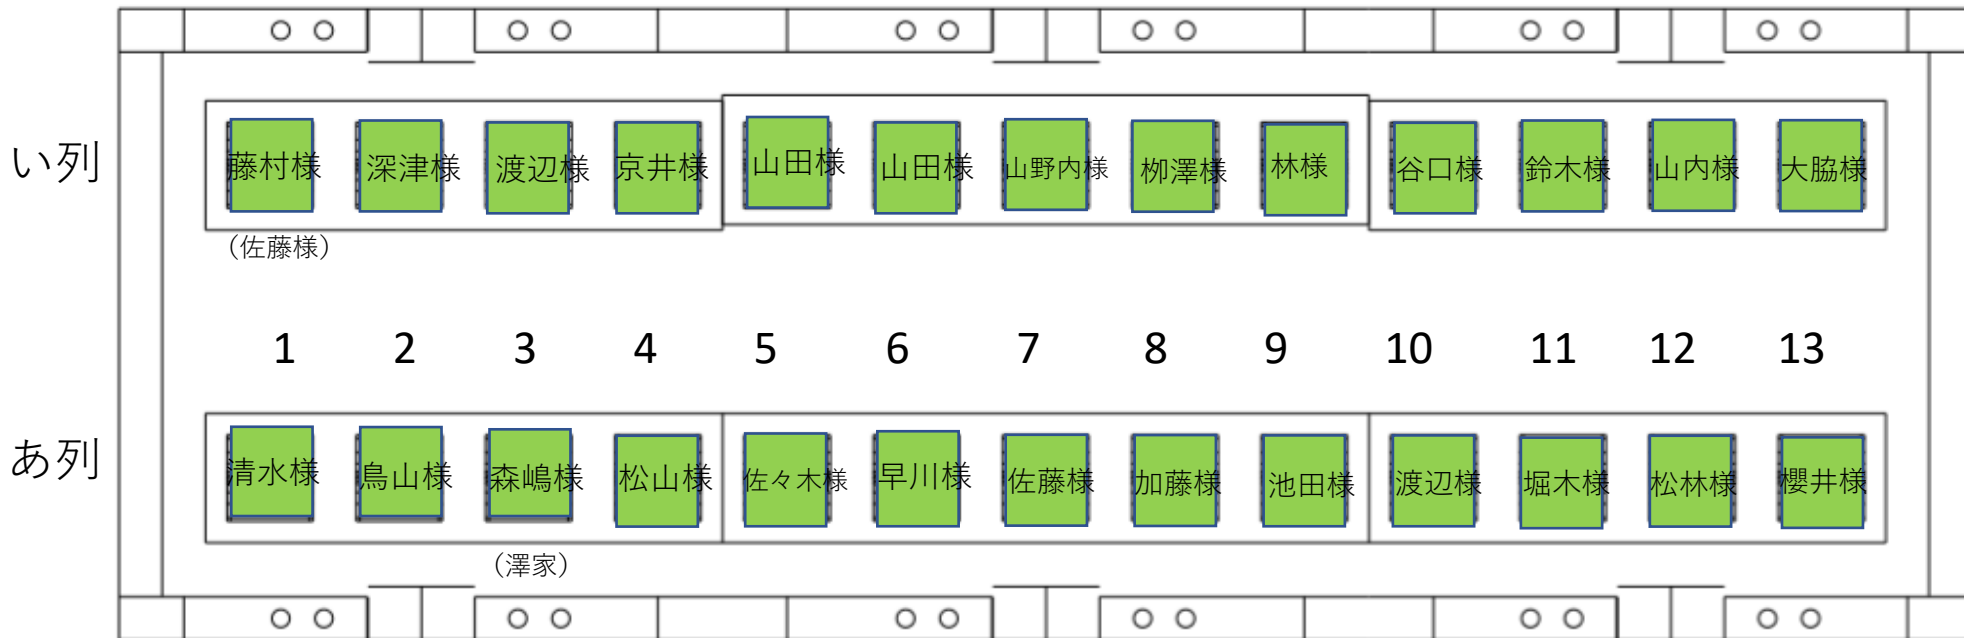 い列 藤村様 深津様 渡辺様 京井様 山田様 山田様 山野内様 栁澤様 林様 谷口様 鈴木様 山内様 大脇様
（佐藤様）
1 2 3 4 5 6 7 8 9 10 11 12 13
あ列 清水様 鳥山様 森嶋様 松山様 佐々木様 早川様 佐藤様 加藤様 池田様 渡辺様 堀木様 松林様 櫻井様
（澤家）